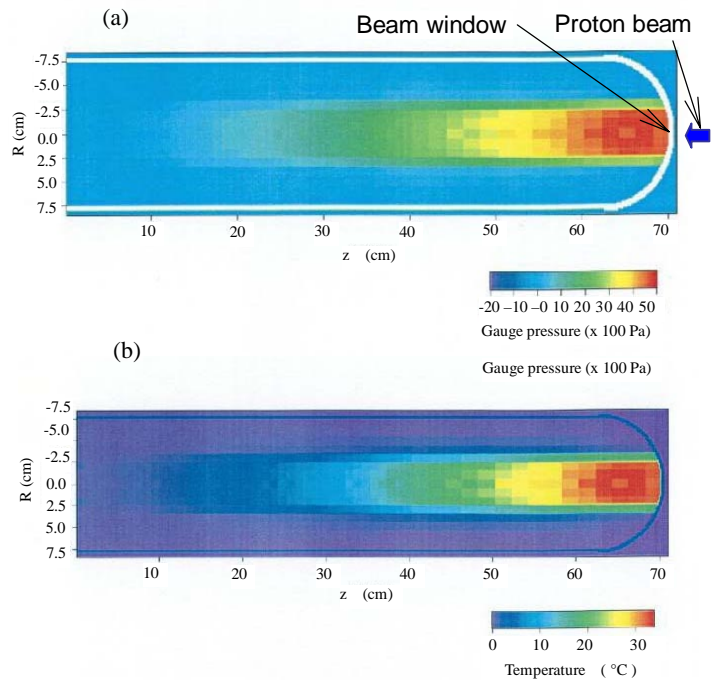 (a)
Beam window
Proton beam
-7.5
-5.0
-2.5
0.0
2.5
5.0
7.5
R (cm)
10 20 30 40 50 60 70
z (cm)
-20 –10 –0 10 20 30 40 50
Gauge pressure (x 100 Pa)
Gauge pressure (x 100 Pa)
(b)
-7.5
-5.0
-2.5
0.0
2.5
5.0
7.5
R (cm)
10 20 30 40 50 60 70
z (cm)
0 10 20 30
Temperature ( °C)